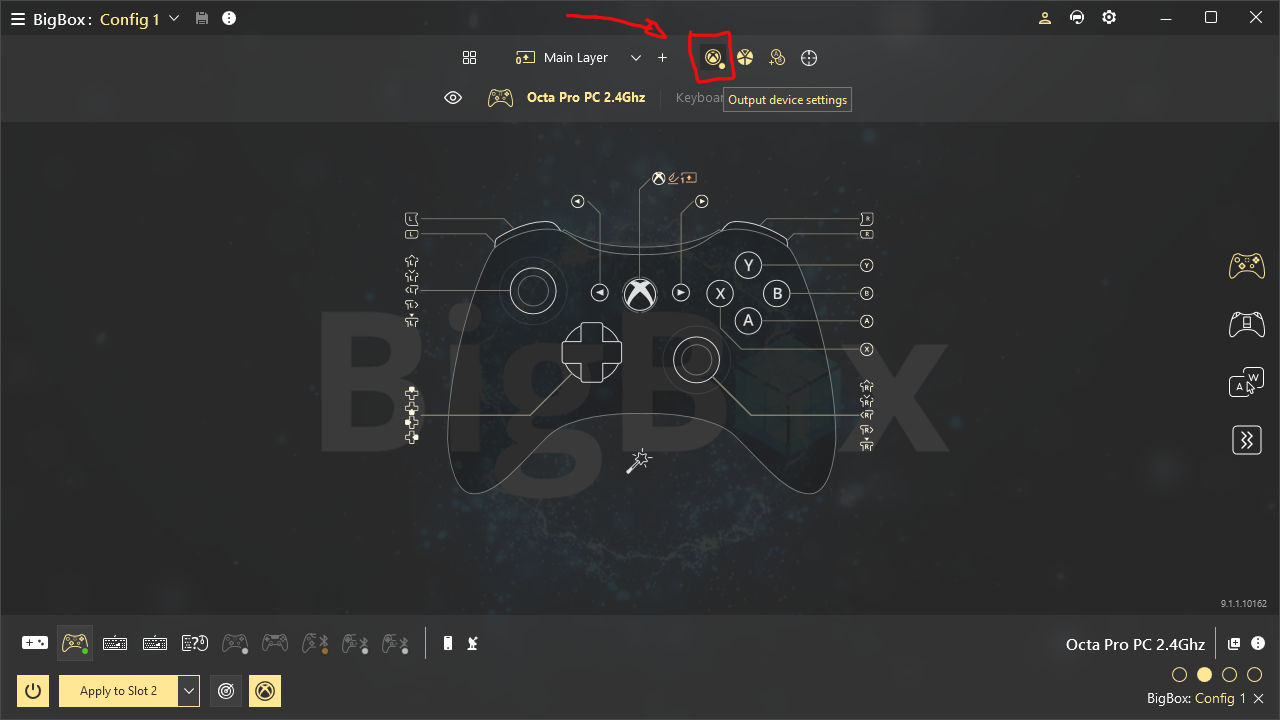 BigBox : Config 1
Main Layer
Octa Pro PC 2.4Ghz
Keyboar
Output device settings
L
R
L
R
Y
Y
X
B
B
A
A
X
BigBox
W
A
9.1.1.10162
Octa Pro PC 2.4Ghz
Apply to Slot 2
BigBox: Config 1